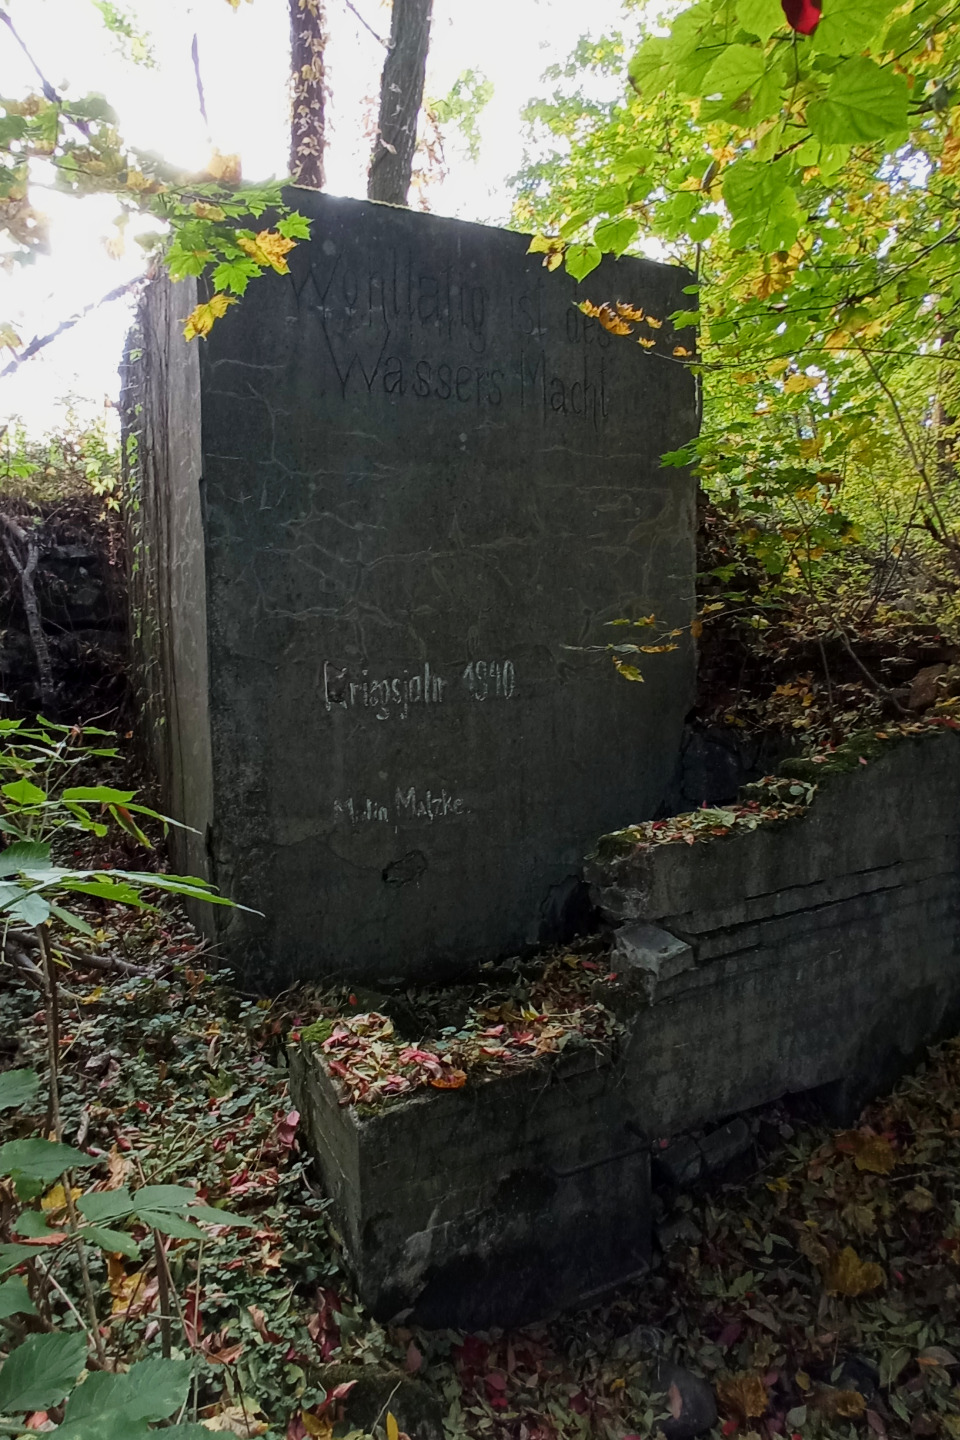 Wohltätig ist des
Wassers Macht
Kriegsjahr 1940
Matzke.